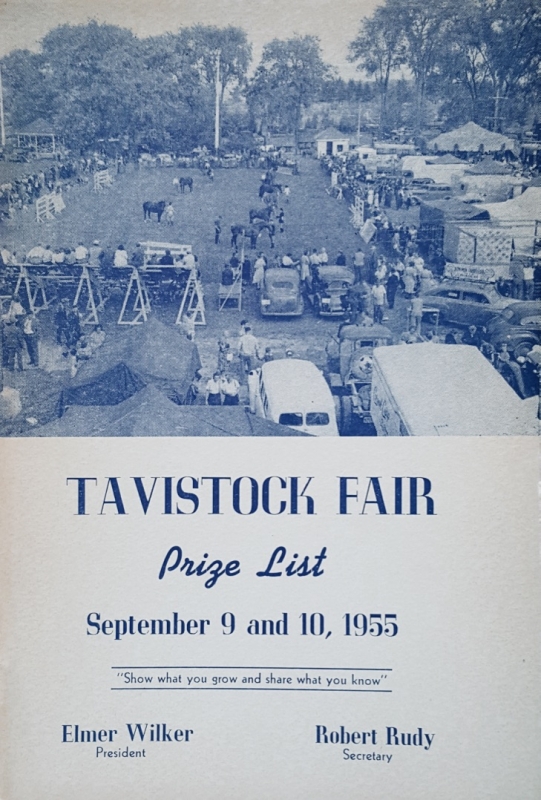 TAVISTOCK FAIR
Prize List
September 9 and 10, 1955
"Show what you grow and share what you know"
Elmer Wilker
President
Robert Rudy
Secretary